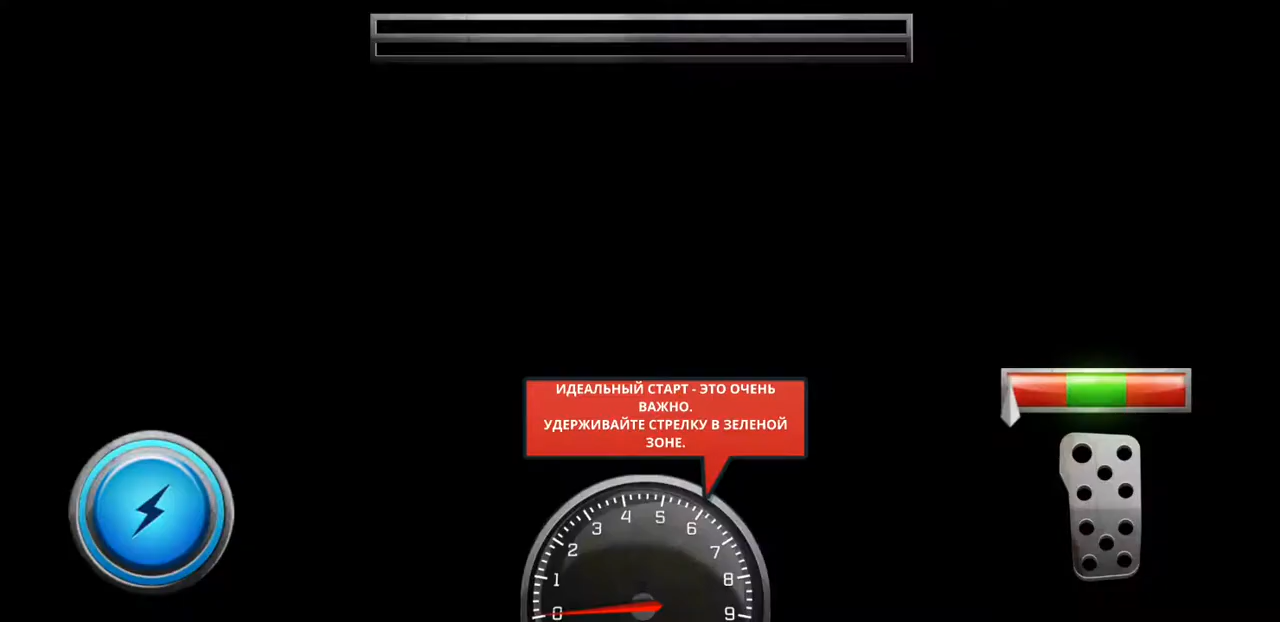 ИДЕАЛЬНЫЙ СТАРТ - ЭТО ОЧЕНЬ
ВАЖНО.
УДЕРЖИВАЙТЕ СТРЕЛКУ В ЗЕЛЕНОЙ
ЗОНЕ.
0 1 2 3 4 5 6 7 8 9